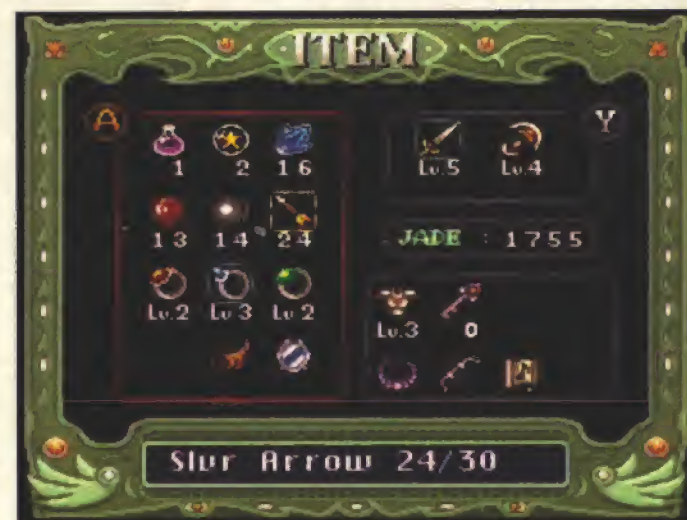 ITEM
A
Y
1 2 16
Lv.5 Lv.4
13 14 24
JADE : 1755
Lv.2 Lv.3 Lv.2
Lv.3 0
Slur Arrow 24/30